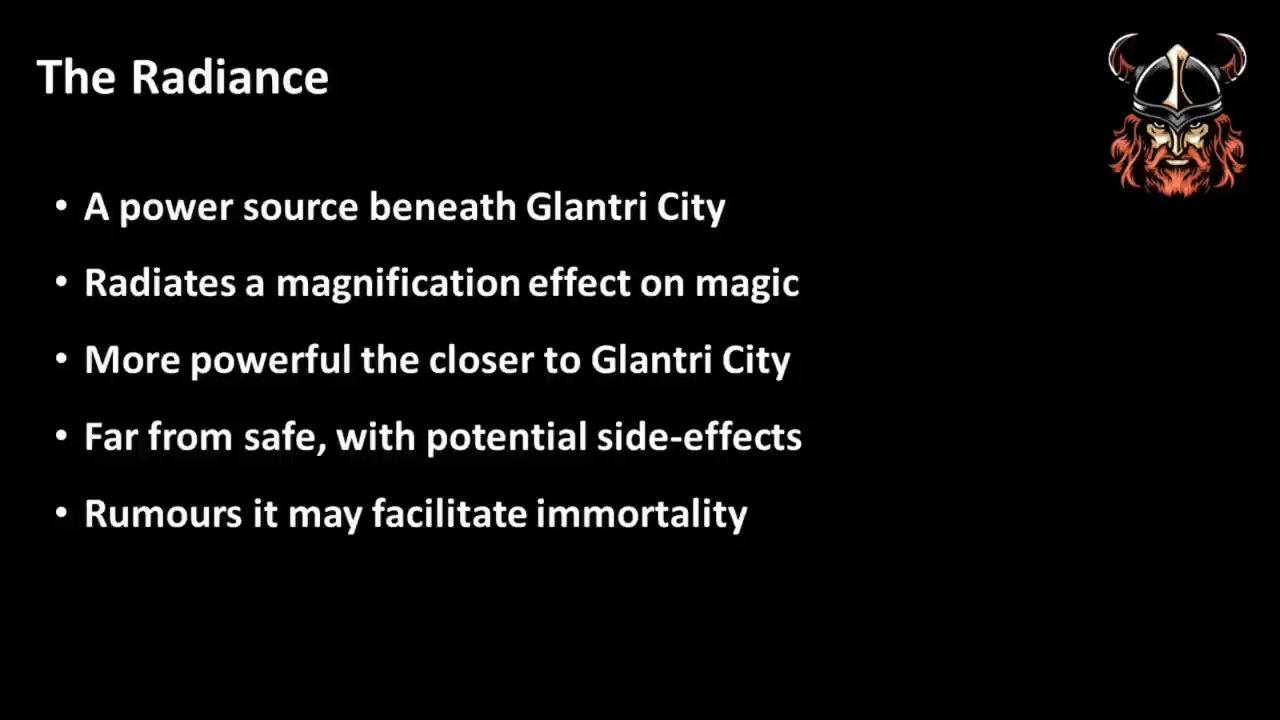 The Radiance
• A power source beneath Glantri City
• Radiates a magnification effect on magic
• More powerful the closer to Glantri City
• Far from safe, with potential side-effects
• Rumours it may facilitate immortality